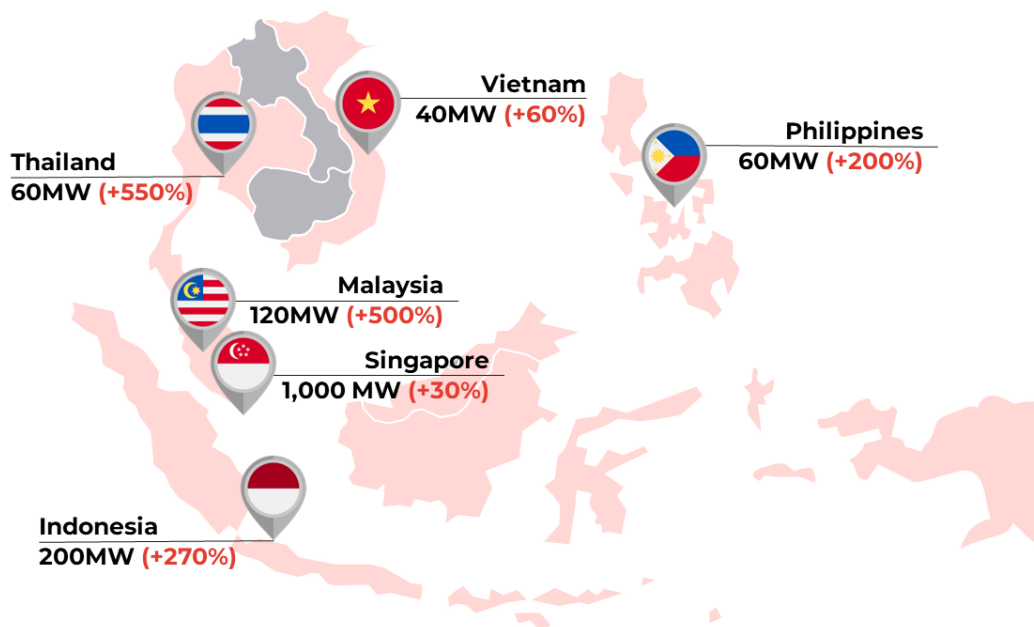 Vietnam
40MW (+60%)
Philippines
60MW (+200%)
Thailand
60MW (+550%)
Malaysia
120MW (+500%)
Singapore
1,000 MW (+30%)
Indonesia
200MW (+270%)